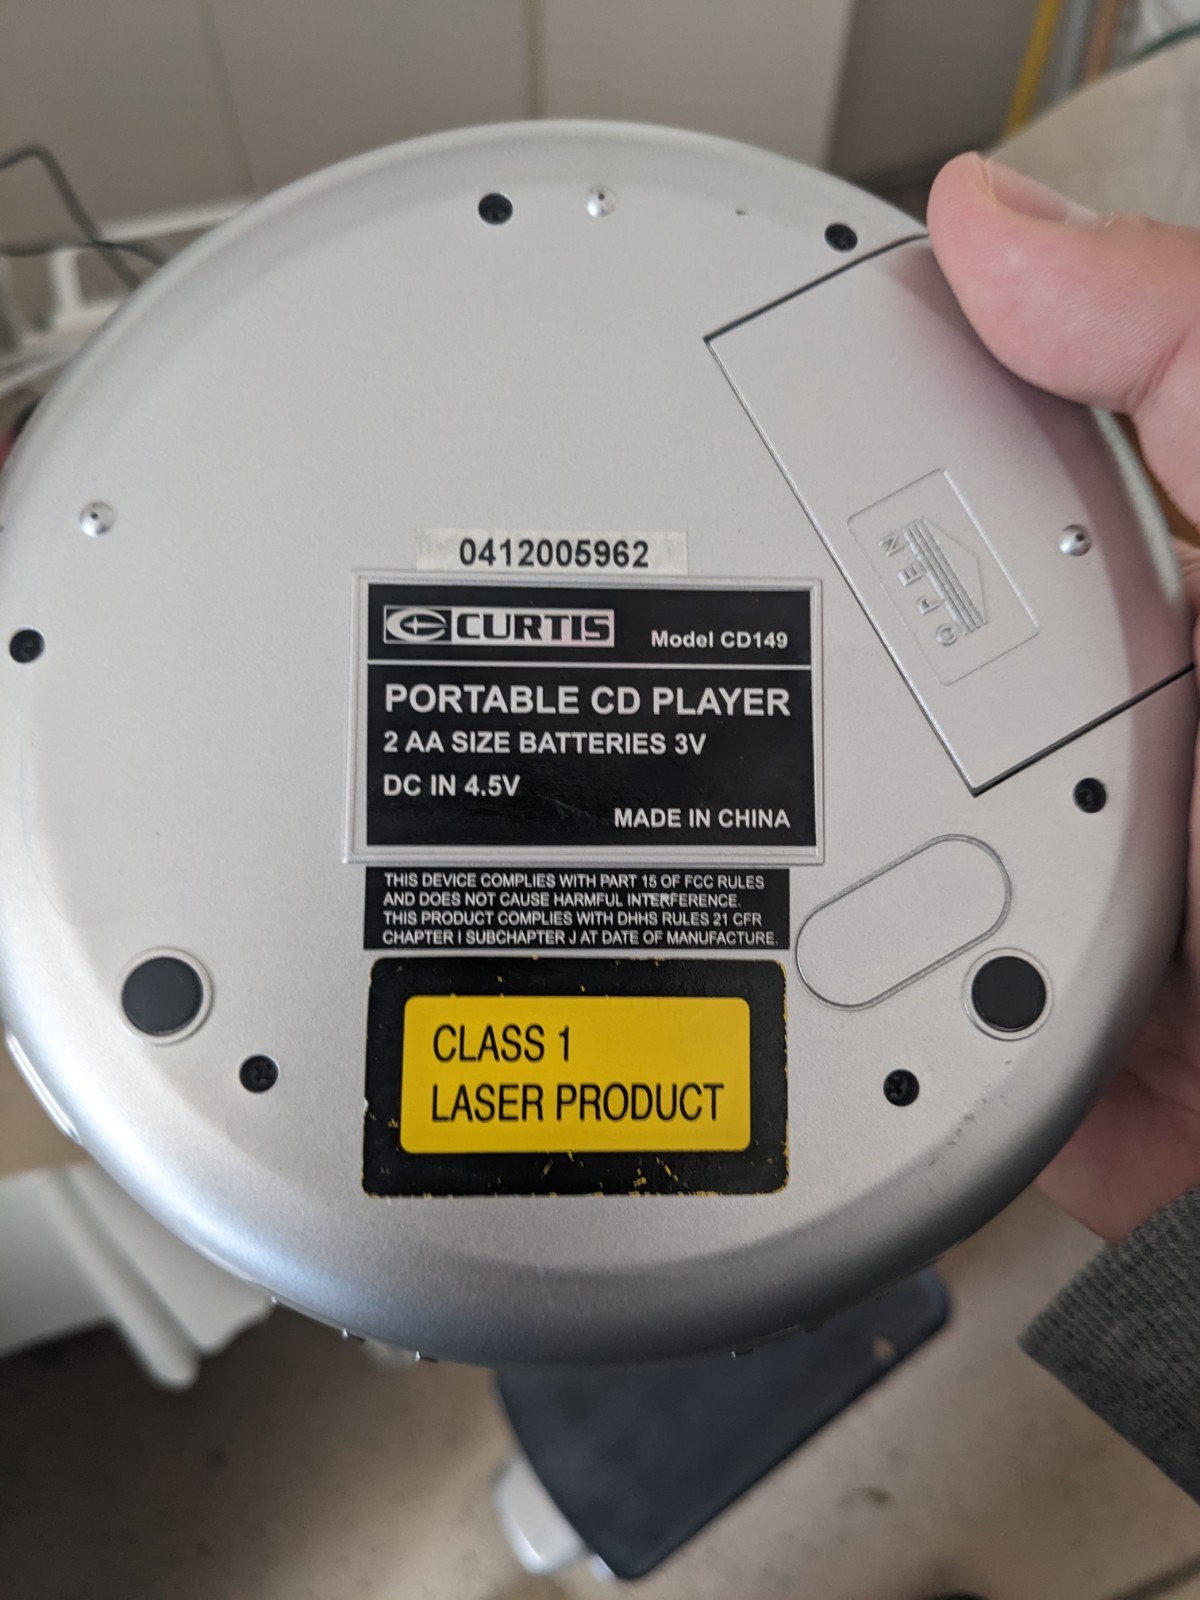 0412005962
CURTIS Model CD149
PORTABLE CD PLAYER
2 AA SIZE BATTERIES 3V
DC IN 4.5V
MADE IN CHINA
THIS DEVICE COMPLIES WITH PART 15 OF FCC RULES
AND DOES NOT CAUSE HARMFUL INTERFERENCE.
THIS PRODUCT COMPLIES WITH DHHS RULES 21 CFR
CHAPTER I SUBCHAPTER J AT DATE OF MANUFACTURE.
CLASS 1
LASER PRODUCT
OPEN